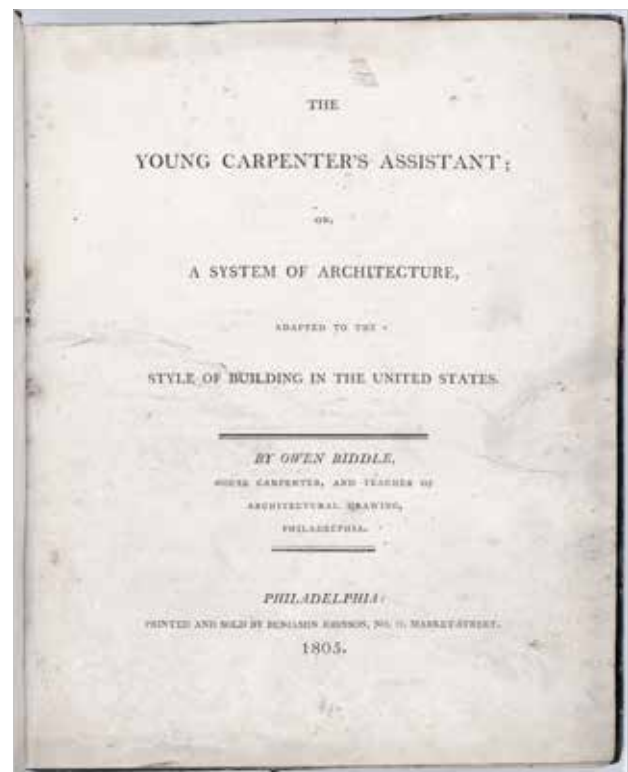 THE
YOUNG CARPENTER'S ASSISTANT;
OR,
A SYSTEM OF ARCHITECTURE,
ADAPTED TO THE
STYLE OF BUILDING IN THE UNITED STATES.
BY OWEN BIDDLE,
HOUSE CARPENTER, AND TEACHER OF
ARCHITECTURAL DRAWING,
PHILADELPHIA.
PHILADELPHIA:
PRINTED AND SOLD BY BENJAMIN JOHNSON, NO. MARKET-STREET.
1805.